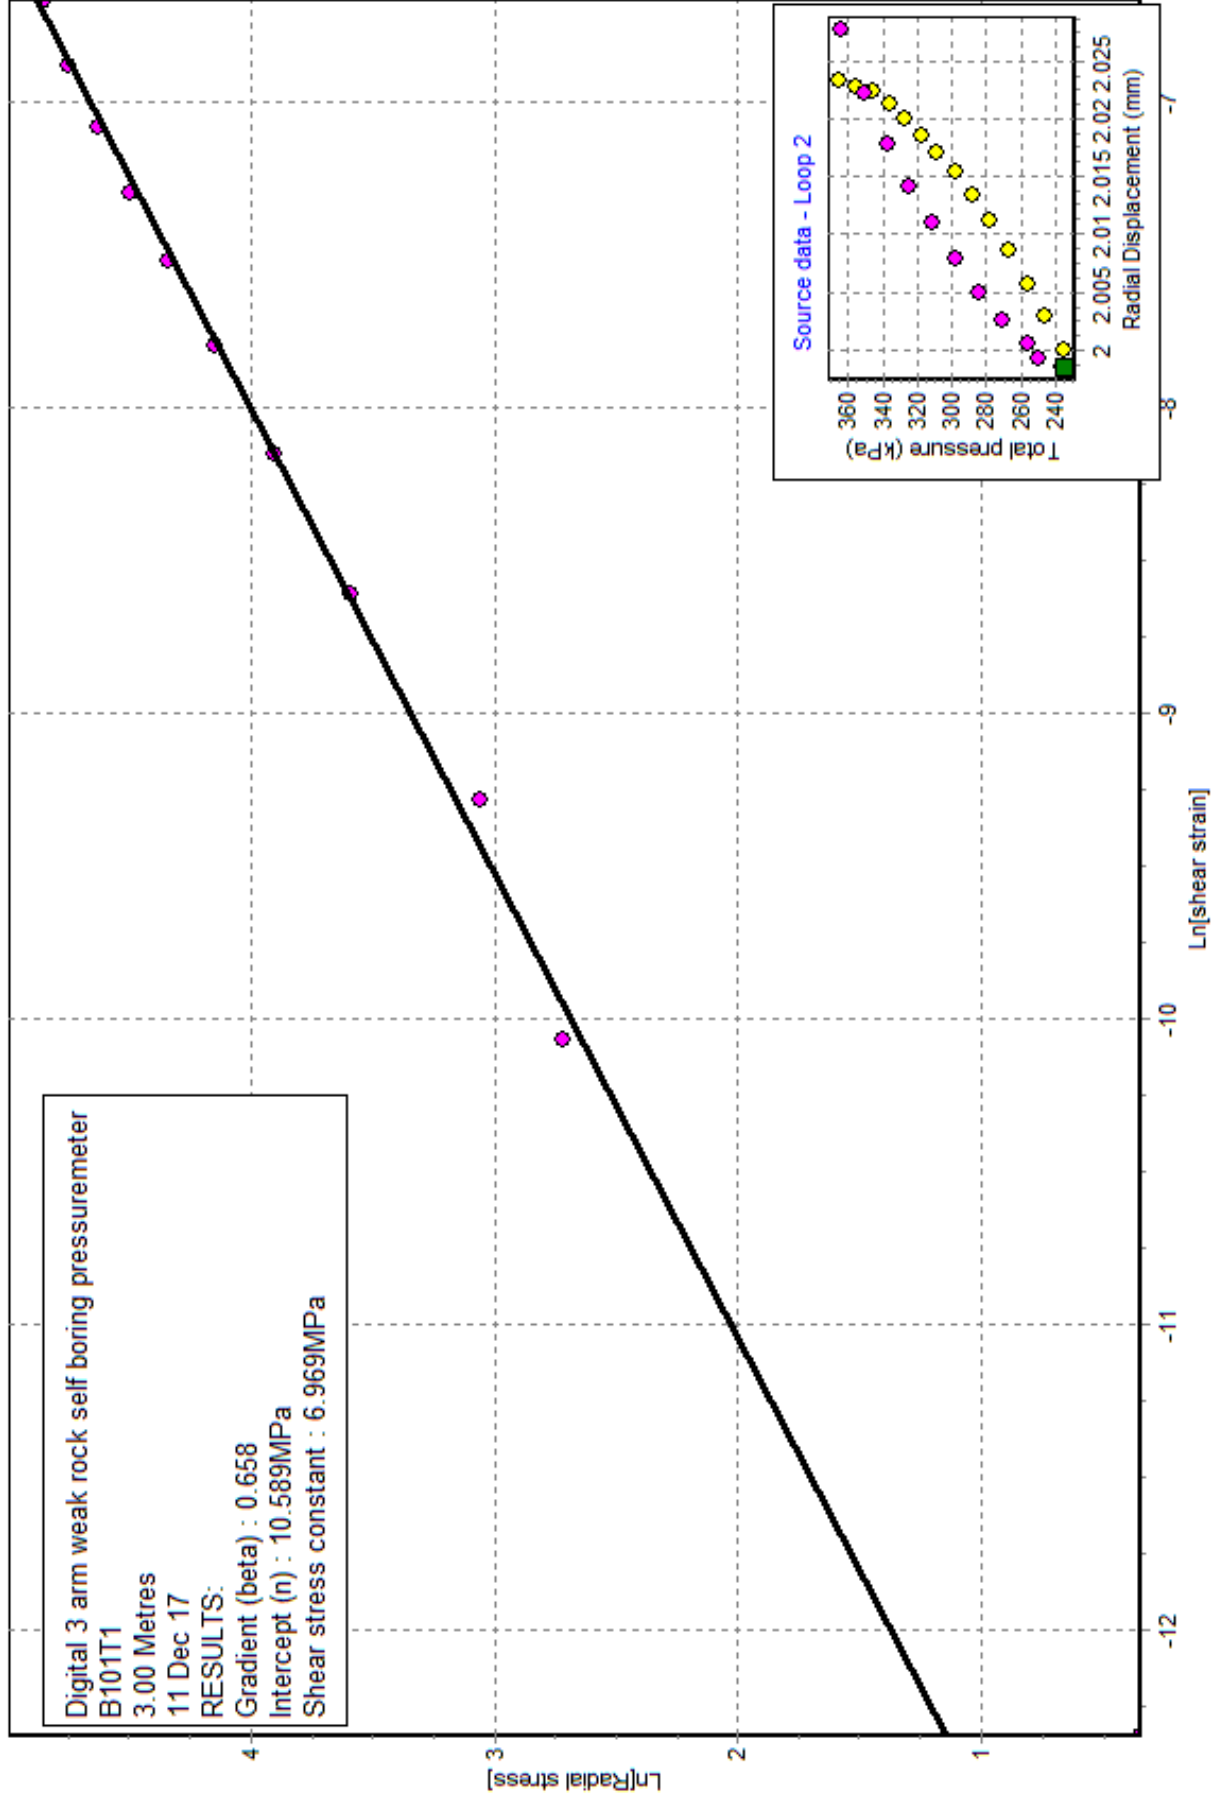 Digital 3 arm weak rock self boring pressuremeter
B101T1
3.00 Metres
11 Dec 17
RESULTS:
Gradient (beta) : 0.658
Intercept (n) : 10.589MPa
Shear stress constant : 6.969MPa
Ln[Radial stress]
4
3
2
1
-12
-11
-10
-9
-8
-7
Ln[shear strain]
Source data - Loop 2
Total pressure (kPa)
360
340
320
300
280
260
240
2
2.005
2.01
2.015
2.02
2.025
Radial Displacement (mm)